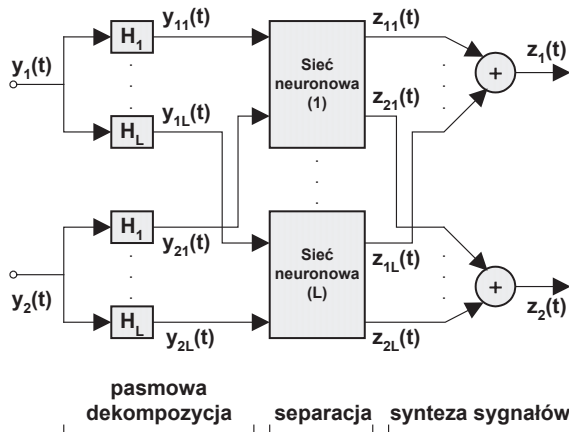 y1(t)
H1
y11(t)
HL
y1L(t)
Sieć
neuronowa
(1)
z11(t)
z21(t)
+
z1(t)
y2(t)
H1
y21(t)
HL
y2L(t)
Sieć
neuronowa
(L)
z1L(t)
z2L(t)
+
z2(t)
pasmowa
dekompozycja
separacja
synteza sygnałów